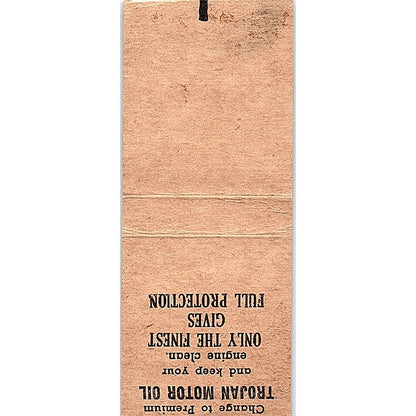 Change to Premium
TROJAN MOTOR OIL
and keep your
engine clean.
ONLY THE FINEST
GIVES
FULL PROTECTION